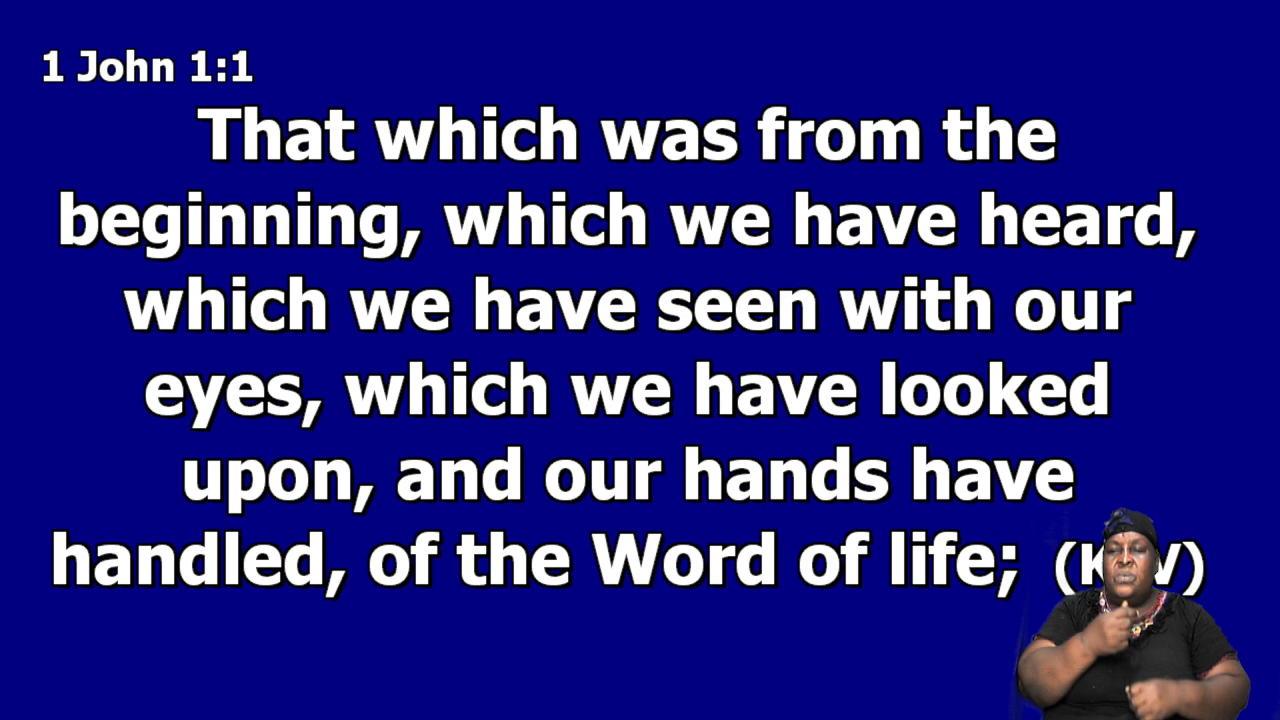 1 John 1:1
That which was from the
beginning, which we have heard,
which we have seen with our
eyes, which we have looked
upon, and our hands have
handled, of the Word of life;